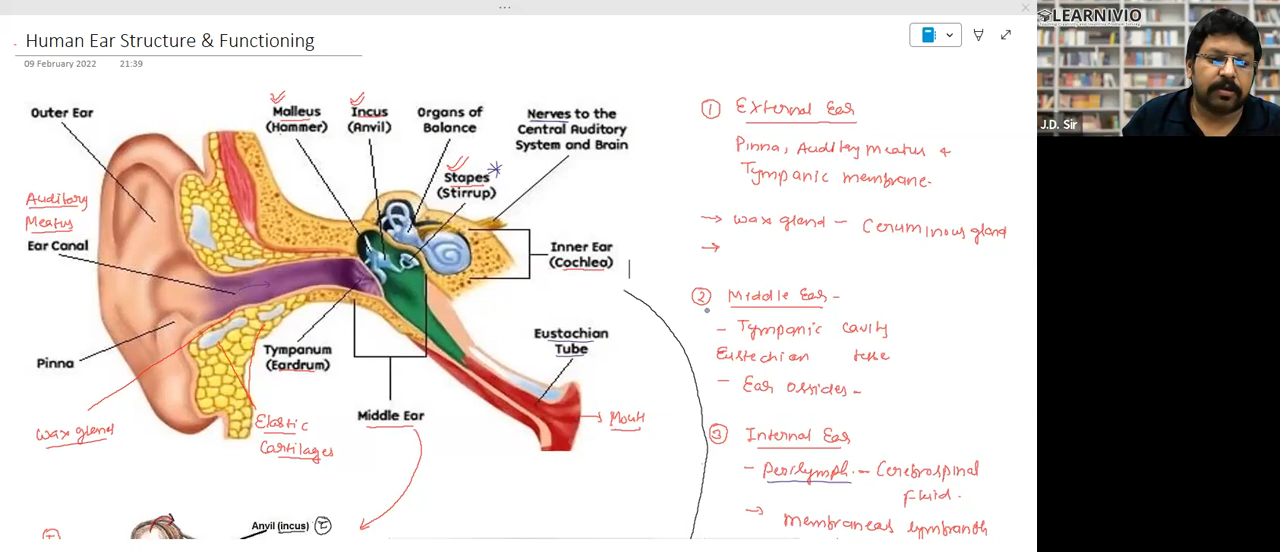 LEARNIVIO
J.D. Sir
Human Ear Structure & Functioning
09 February 2022 21:39
Outer Ear
Malleus
(Hammer)
Incus
(Anvil)
Organs of
Balance
Nerves to the
Central Auditory
System and Brain
Stapes
(Stirrup)
Auditory
Meatus
Ear Canal
Inner Ear
(Cochlea)
Pinna
Tympanum
(Eardrum)
Eustachian
Tube
Middle Ear
Mouth
wax gland
Elastic
Cartilages
Anvil (incus)
① External Ear
Pinna, Auditory Meatus &
Tympanic membrane.
→ wax gland – Ceruminous gland
→
② Middle Ear –
– Tympanic cavity
Eustechian
– Ear ossicles –
③ Internal Ear
– Perilymph – Cerebrospinal
fluid.
→